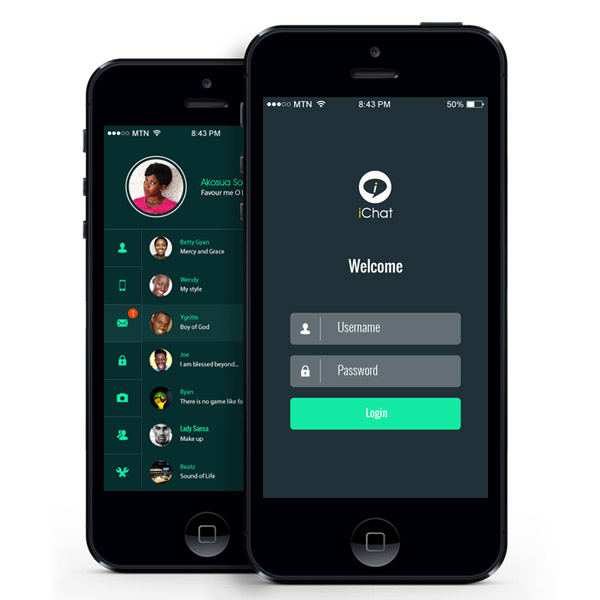 MTN
8:43 PM
Akosua
Favour me O
Betty Gyan
Mercy and Grace
Wendy
My style
1
Ygritte
Boy of God
Joe
I am blessed beyond...
Ryan
There is no game like fo
Lady Sansa
Make up
Beatz
Sound of Life
MTN
8:43 PM
50%
i
iChat
Welcome
Username
Password
Login